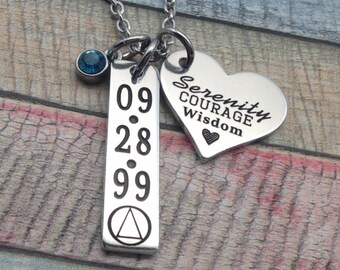 09
28
99
Serenity
COURAGE
Wisdom